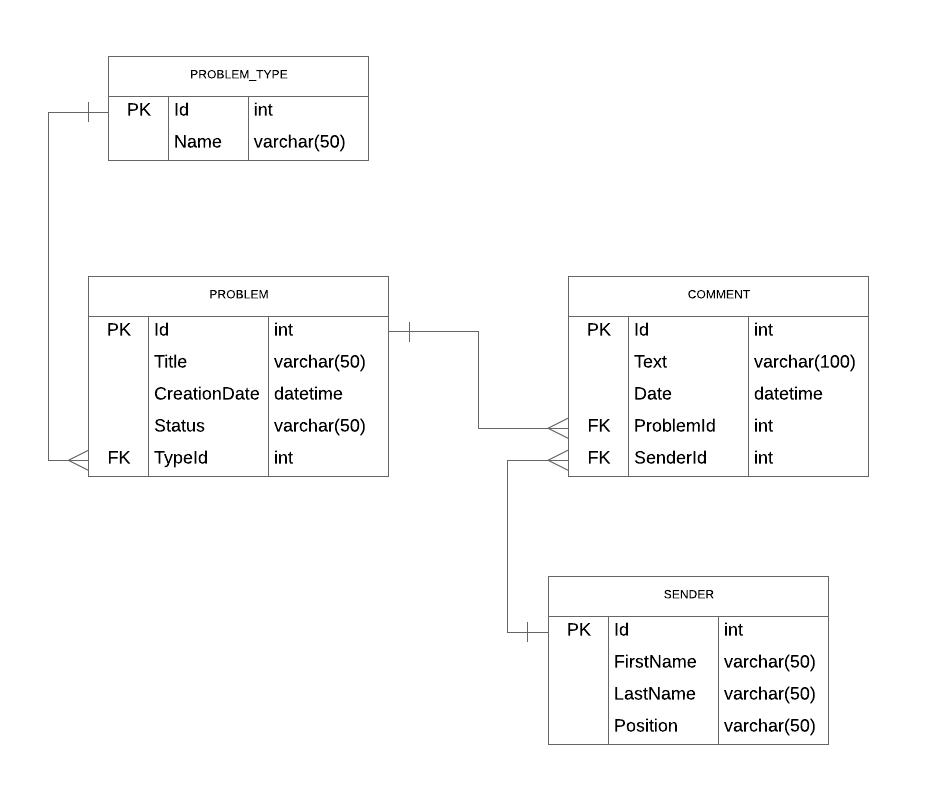 PROBLEM_TYPE
PK Id int
Name varchar(50)
PROBLEM
PK Id int
Title varchar(50)
CreationDate datetime
Status varchar(50)
FK TypeId int
COMMENT
PK Id int
Text varchar(100)
Date datetime
FK ProblemId int
FK SenderId int
SENDER
PK Id int
FirstName varchar(50)
LastName varchar(50)
Position varchar(50)